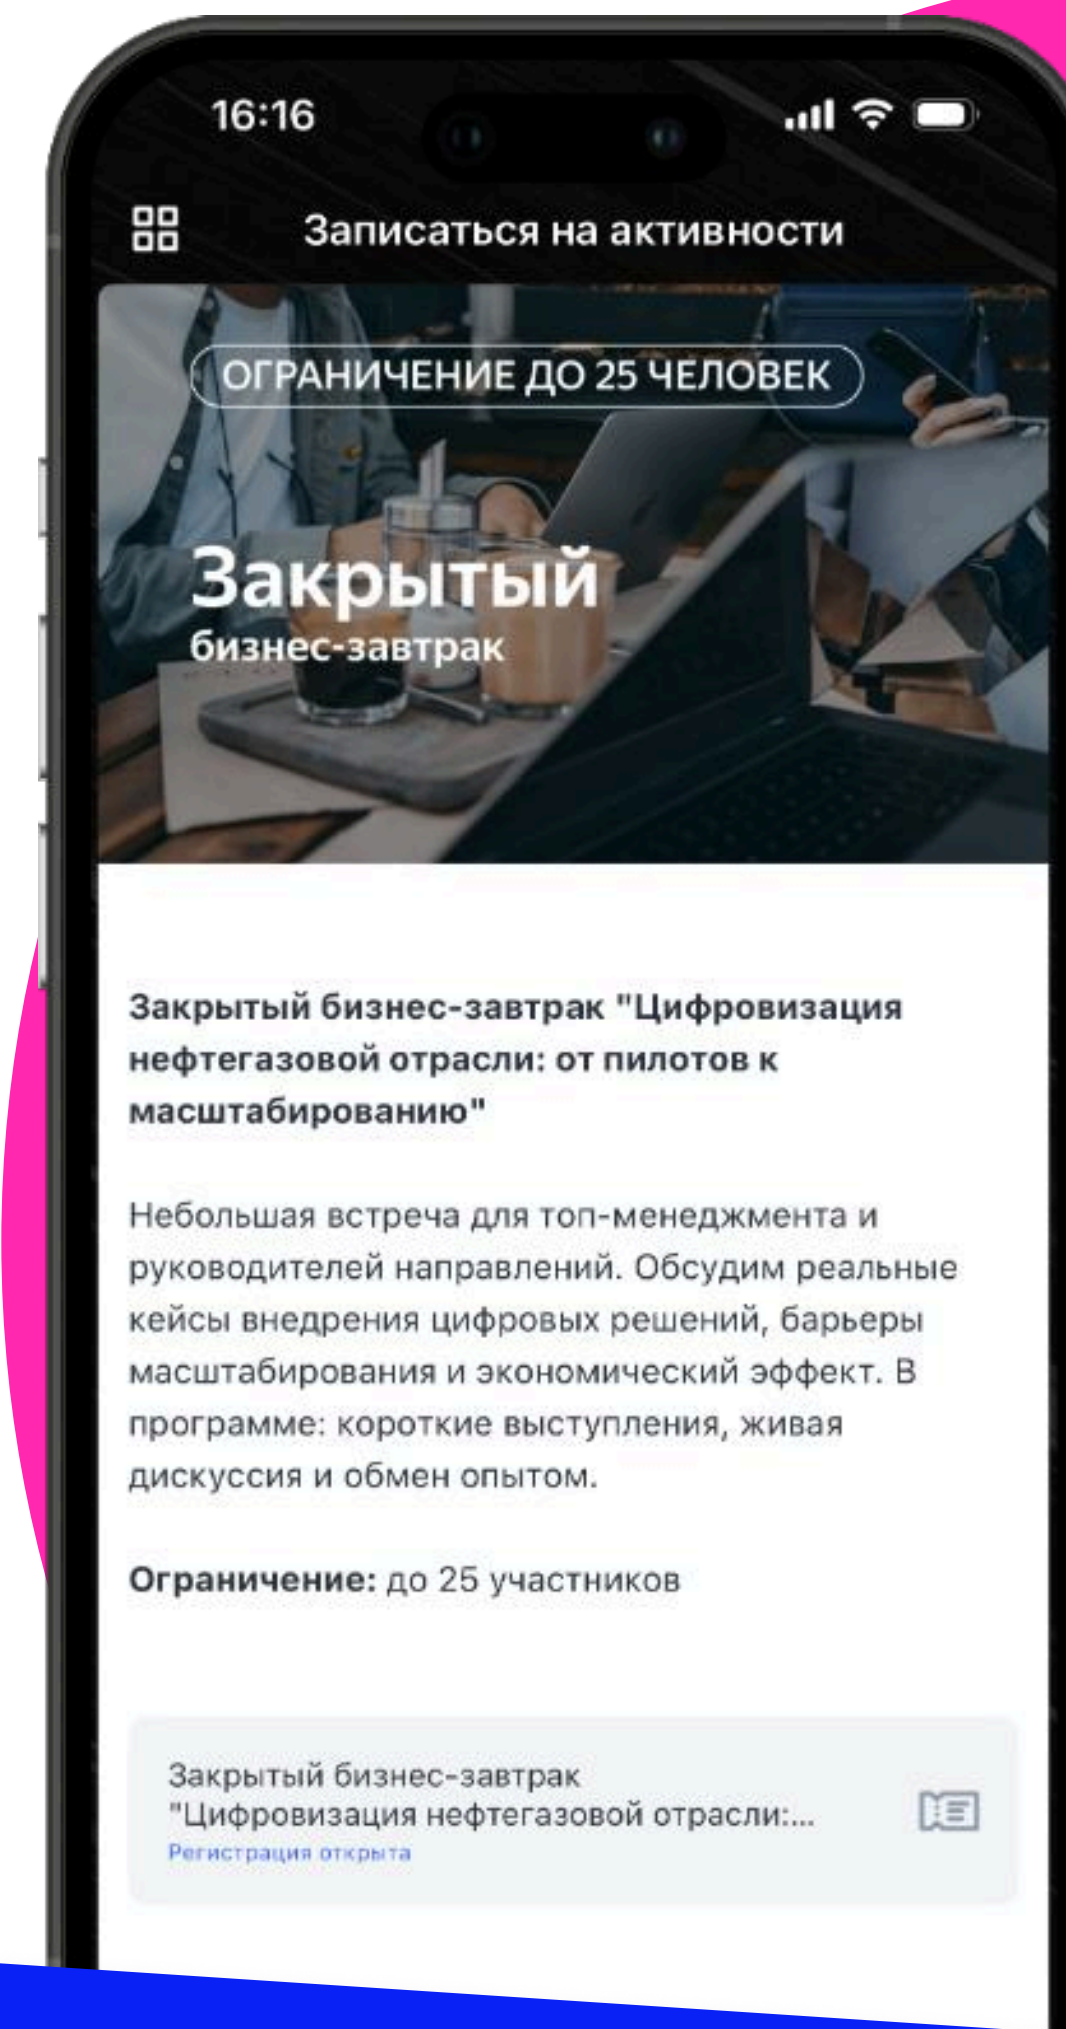 16:16
Записаться на активности
ОГРАНИЧЕНИЕ ДО 25 ЧЕЛОВЕК
Закрытый
бизнес-завтрак
Закрытый бизнес-завтрак "Цифровизация
нефтегазовой отрасли: от пилотов к
масштабированию"
Небольшая встреча для топ-менеджмента и
руководителей направлений. Обсудим реальные
кейсы внедрения цифровых решений, барьеры
масштабирования и экономический эффект. В
программе: короткие выступления, живая
дискуссия и обмен опытом.
Ограничение: до 25 участников
Закрытый бизнес-завтрак
"Цифровизация нефтегазовой отрасли:...
Регистрация открыта